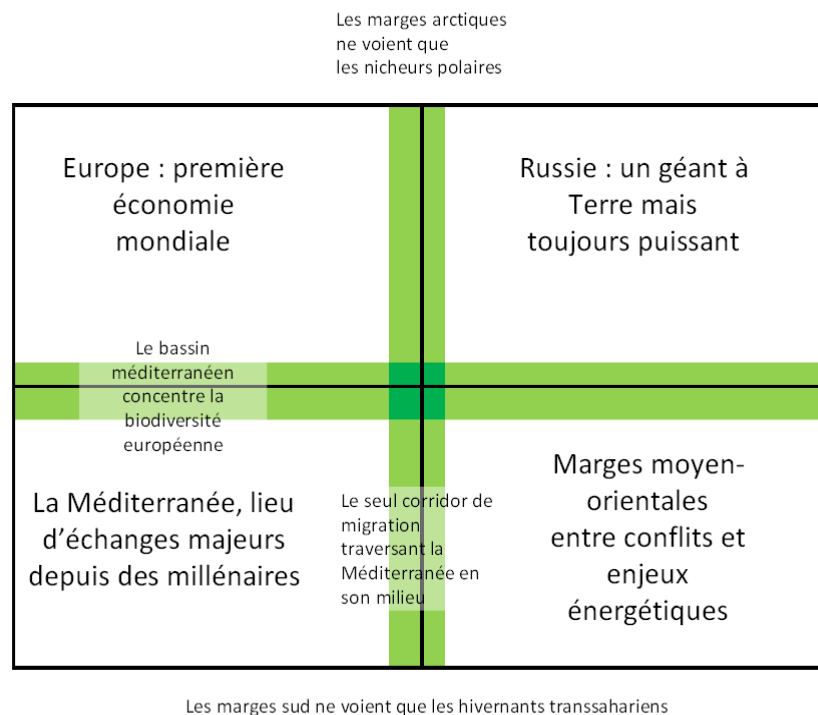 Les marges arctiques
ne voient que
les nicheurs polaires
Europe : première
économie
mondiale
Russie : un géant à
Terre mais
toujours puissant
Le bassin
méditerranéen
concentre la
biodiversité
européenne
La Méditerranée, lieu
d’échanges majeurs
depuis des millénaires
Le seul corridor de
migration
traversant la
Méditerranée en
son milieu
Marges moyen-
orientales
entre conflits et
enjeux
énergétiques
Les marges sud ne voient que les hivernants transsahariens